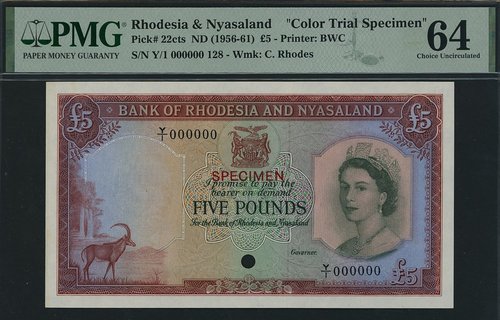 PMG
PAPER MONEY GUARANTY
Rhodesia & Nyasaland "Color Trial Specimen"
Pick# 22cts ND (1956-61) £5 - Printer: BWC
S/N Y/1 000000 128 - Wmk: C. Rhodes
64
Choice Uncirculated
£5 BANK OF RHODESIA AND NYASALAND £5
Y/1 000000
SPECIMEN
I promise to pay the
bearer on demand
FIVE POUNDS
for the Bank of Rhodesia and Nyasaland
Governor.
Y/1 000000
£5